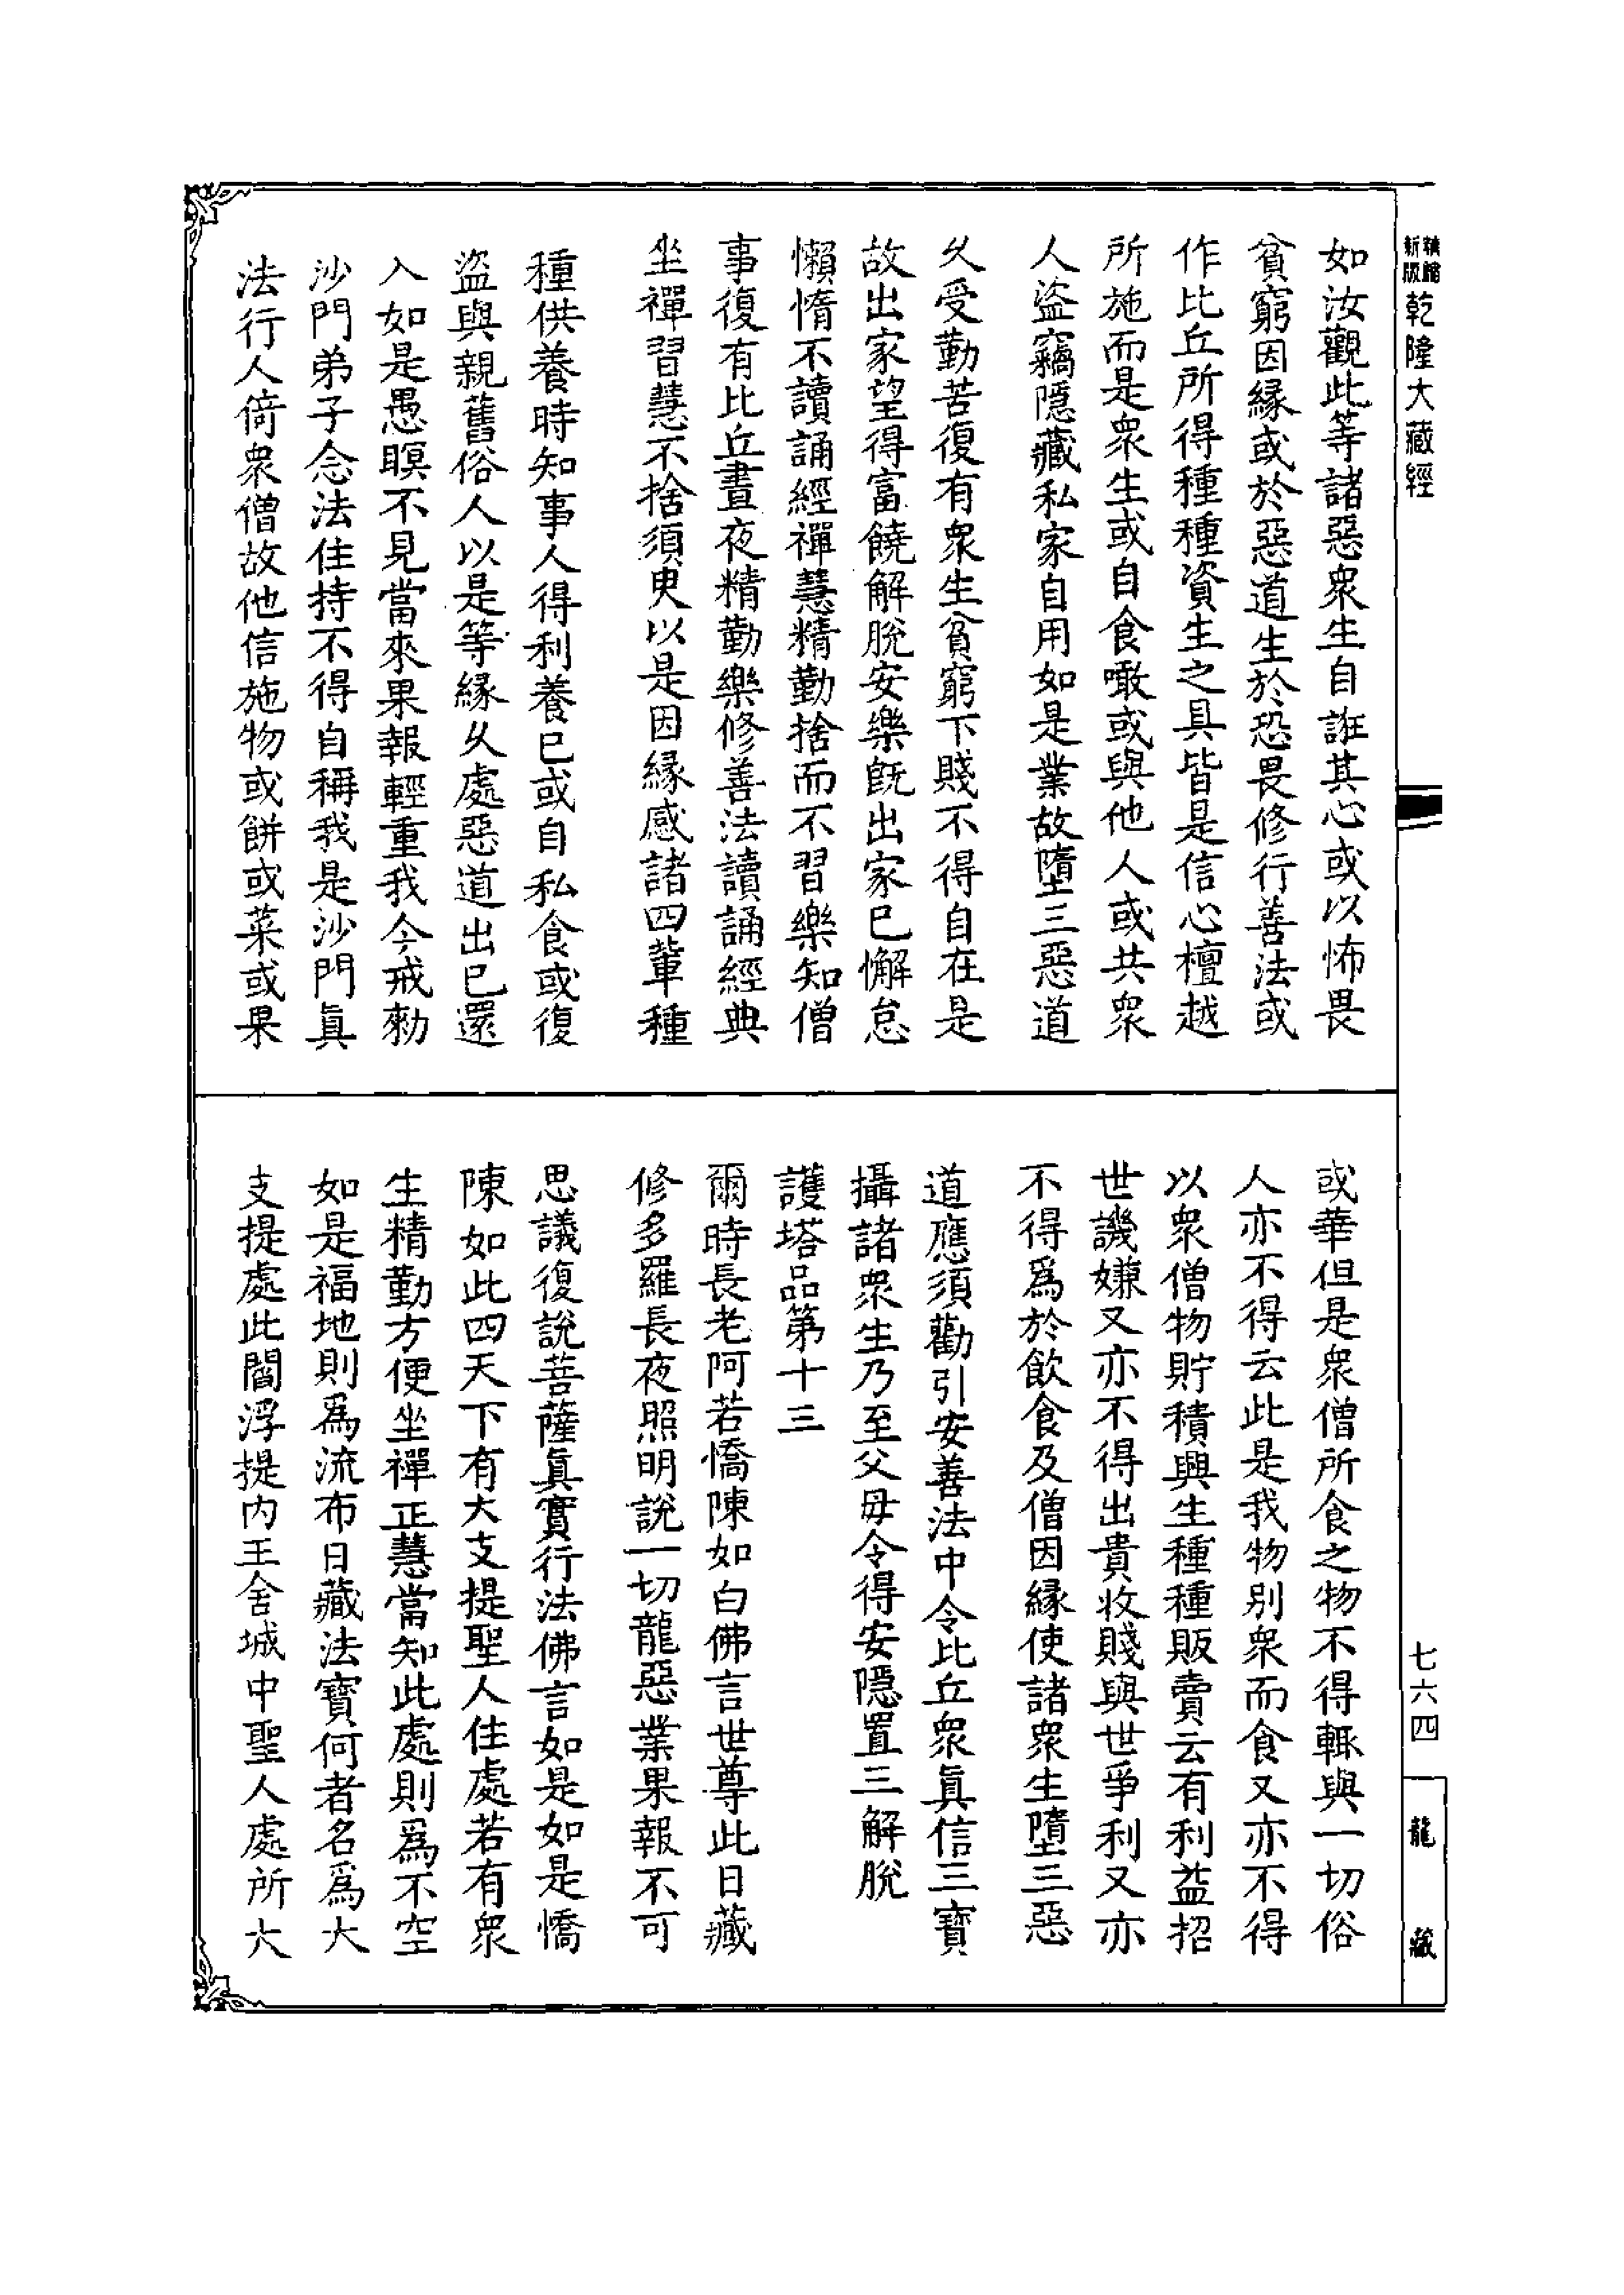 新版
乾隆大藏經
七六四
龍藏
如汝觀此等諸惡衆生自誑其心或以怖畏
貧窮因緣或於惡道生於恐畏修行善法或
作比丘所得種種資生之具皆是信心檀越
所施而是衆生或自食噉或與他人或共衆
人盜竊隱藏私家自用如是業故墮三惡道
久受勤苦復有衆生貧窮下賤不得自在是
故出家望得富饒解脫安樂旣出家已懈怠
懶惰不讀誦經禪慧精勤捨而不習樂知僧
事復有比丘晝夜精勤樂修善法讀誦經典
坐禪習慧不捨須臾以是因緣感諸四輩種
種供養時知事人得利養已或自私食或復
盜與親舊俗人以是等緣久處惡道出已還
入如是愚瞑不見當來果報輕重我今戒勑
沙門弟子念法住持不得自稱我是沙門眞
法行人倚衆僧故他信施物或餅或菜或果
或華但是衆僧所食之物不得輒與一切俗
人亦不得云此是我物別衆而食又亦不得
以衆僧物貯積興生種種販賣云有利益招
世譏嫌又亦不得出貴收賤與世爭利又亦
不得爲於飲食及僧因緣使諸衆生墮三惡
道應須勸引安善法中令比丘衆眞信三寶
攝諸衆生乃至父母令得安隱置三解脫
護塔品第十三
爾時長老阿若憍陳如白佛言世尊此日藏
修多羅長夜照明說一切龍惡業果報不可
思議復說菩薩眞實行法佛言如是如是憍
陳如此四天下有大支提聖人住處若有衆
生精勤方便坐禪正慧當知此處則爲不空
如是福地則爲流布日藏法寶何者名爲大
支提處此閻浮提內王舍城中聖人處所大